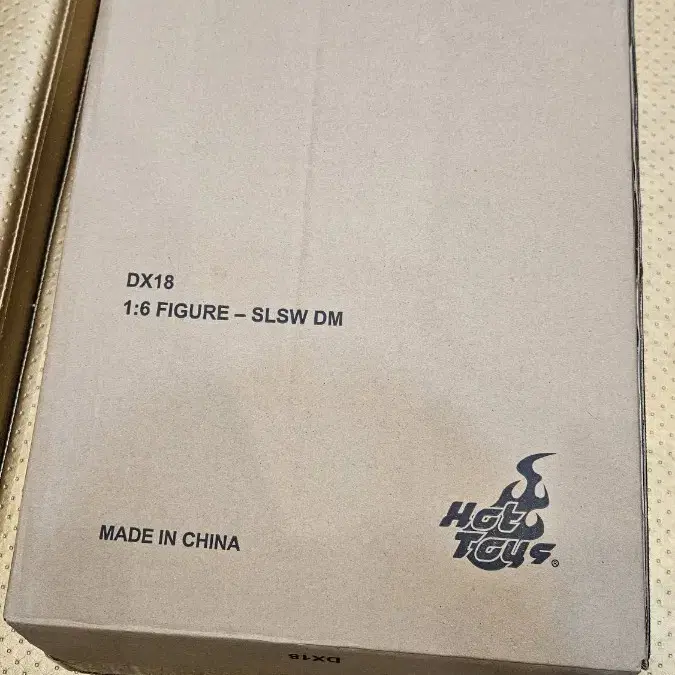 DX18
1:6 FIGURE – SLSW DM
MADE IN CHINA
Hot
Toys®
DX18